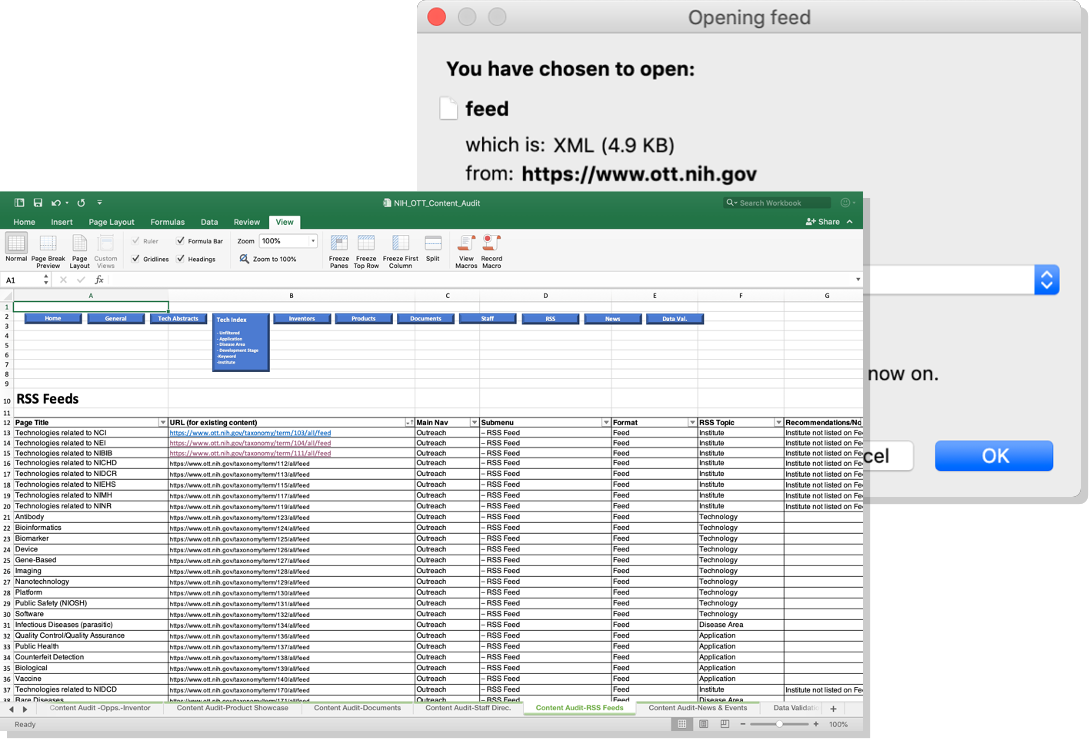 Opening feed
You have chosen to open:
feed
which is: XML (4.9 KB)
from: https://www.ott.nih.gov
now on.
cel
OK
NIH_OTT_Content_Audit
Search Workbook
Home Insert Page Layout Formulas Data Review View
Share
Normal Page Break Preview Page Layout Custom Views
Ruler Formula Bar Zoom 100%
Gridlines Headings Zoom to 100%
Freeze Panes Freeze Top Row Freeze First Column Split View Macros Record Macro
A1 fx
A B C D E F G
1
2 Home General Tech Abstracts Tech Index Inventors Products Documents Staff RSS News Data Val.
3
4 - Unfiltered
- Application
5 - Disease Area
- Development Stage
6 -Keyword
7 -Institute
8
9
10 RSS Feeds
11
12 Page Title URL (for existing content) Main Nav Submenu Format RSS Topic Recommendations/No
13 Technologies related to NCI https://www.ott.nih.gov/taxonomy/term/103/all/feed Outreach – RSS Feed Feed Institute Institute not listed on Fe
14 Technologies related to NEI https://www.ott.nih.gov/taxonomy/term/104/all/feed Outreach – RSS Feed Feed Institute Institute not listed on Fe
15 Technologies related to NIBIB https://www.ott.nih.gov/taxonomy/term/111/all/feed Outreach – RSS Feed Feed Institute Institute not listed on Fe
16 Technologies related to NICHD https://www.ott.nih.gov/taxonomy/term/112/all/feed Outreach – RSS Feed Feed Institute Institute not listed on Fe
17 Technologies related to NIDCR https://www.ott.nih.gov/taxonomy/term/113/all/feed Outreach – RSS Feed Feed Institute Institute not listed on Fe
18 Technologies related to NIEHS https://www.ott.nih.gov/taxonomy/term/115/all/feed Outreach – RSS Feed Feed Institute Institute not listed on Fe
19 Technologies related to NIMH https://www.ott.nih.gov/taxonomy/term/117/all/feed Outreach – RSS Feed Feed Institute Institute not listed on Fe
20 Technologies related to NINR https://www.ott.nih.gov/taxonomy/term/119/all/feed Outreach – RSS Feed Feed Institute Institute not listed on Fe
21 Antibody https://www.ott.nih.gov/taxonomy/term/123/all/feed Outreach – RSS Feed Feed Technology
22 Bioinformatics https://www.ott.nih.gov/taxonomy/term/124/all/feed Outreach – RSS Feed Feed Technology
23 Biomarker https://www.ott.nih.gov/taxonomy/term/125/all/feed Outreach – RSS Feed Feed Technology
24 Device https://www.ott.nih.gov/taxonomy/term/126/all/feed Outreach – RSS Feed Feed Technology
25 Gene-Based https://www.ott.nih.gov/taxonomy/term/127/all/feed Outreach – RSS Feed Feed Technology
26 Imaging https://www.ott.nih.gov/taxonomy/term/128/all/feed Outreach – RSS Feed Feed Technology
27 Nanotechnology https://www.ott.nih.gov/taxonomy/term/129/all/feed Outreach – RSS Feed Feed Technology
28 Platform https://www.ott.nih.gov/taxonomy/term/130/all/feed Outreach – RSS Feed Feed Technology
29 Public Safety (NIOSH) https://www.ott.nih.gov/taxonomy/term/131/all/feed Outreach – RSS Feed Feed Technology
30 Software https://www.ott.nih.gov/taxonomy/term/132/all/feed Outreach – RSS Feed Feed Technology
31 Infectious Diseases (parasitic) https://www.ott.nih.gov/taxonomy/term/134/all/feed Outreach – RSS Feed Feed Disease Area
32 Quality Control/Quality Assurance https://www.ott.nih.gov/taxonomy/term/136/all/feed Outreach – RSS Feed Feed Application
33 Public Health https://www.ott.nih.gov/taxonomy/term/137/all/feed Outreach – RSS Feed Feed Application
34 Counterfeit Detection https://www.ott.nih.gov/taxonomy/term/138/all/feed Outreach – RSS Feed Feed Application
35 Biological https://www.ott.nih.gov/taxonomy/term/139/all/feed Outreach – RSS Feed Feed Application
36 Vaccine https://www.ott.nih.gov/taxonomy/term/140/all/feed Outreach – RSS Feed Feed Application
37 Technologies related to NIDCD https://www.ott.nih.gov/taxonomy/term/170/all/feed Outreach – RSS Feed Feed Institute Institute not listed on Fe
38 Rare Diseases https://www.ott.nih.gov/taxonomy/term/171/all/feed Outreach – RSS Feed Feed Disease Area
Content Audit -Opps.-Inventor Content Audit-Product Showcase Content Audit-Documents Content Audit-Staff Direc. Content Audit-RSS Feeds Content Audit-News & Events Data Validati +
Ready 100%